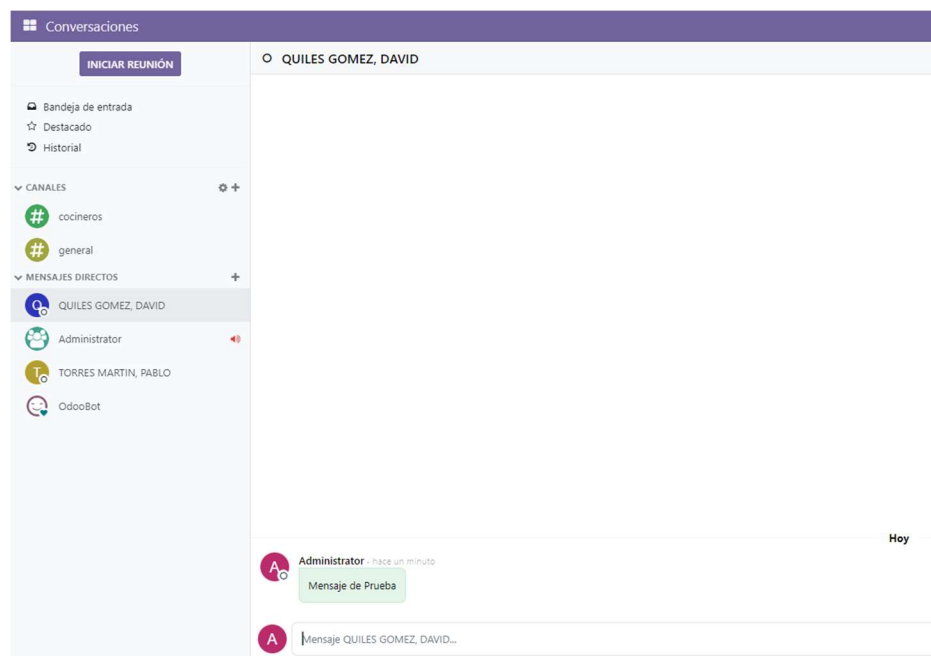 Conversaciones
INICIAR REUNIÓN
Bandeja de entrada
Destacado
Historial
CANALES
# cocineros
# general
MENSAJES DIRECTOS
Q QUILES GOMEZ, DAVID
Administrator
T TORRES MARTIN, PABLO
OdooBot
QUILES GOMEZ, DAVID
Hoy
A Administrator - hace un minuto
Mensaje de Prueba
A Mensaje QUILES GOMEZ, DAVID...